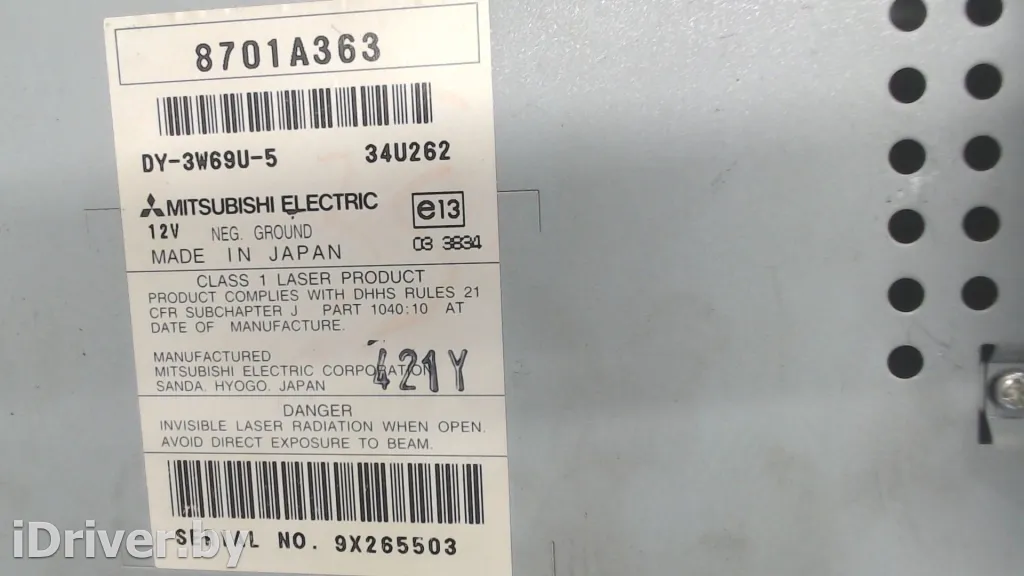 8701A363
DY-3W69U-5 34U262
MITSUBISHI ELECTRIC
12V NEG. GROUND e13
MADE IN JAPAN 03 3834
CLASS 1 LASER PRODUCT
PRODUCT COMPLIES WITH DHHS RULES 21
CFR SUBCHAPTER J PART 1040:10 AT
DATE OF MANUFACTURE.
MANUFACTURED
MITSUBISHI ELECTRIC CORPORATION
SANDA, HYOGO, JAPAN
421Y
DANGER
INVISIBLE LASER RADIATION WHEN OPEN.
AVOID DIRECT EXPOSURE TO BEAM.
SERIAL NO. 9X265503
iDriver.by